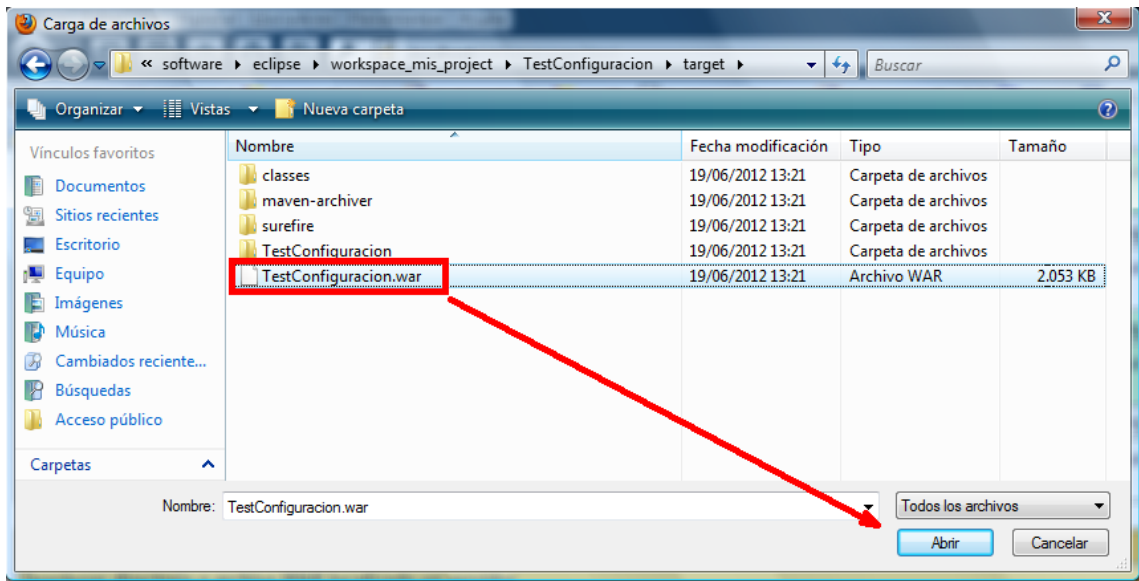 Carga de archivos
« software ▸ eclipse ▸ workspace_mis_project ▸ TestConfiguracion ▸ target ▸ Buscar
Organizar Vistas Nueva carpeta
Vínculos favoritos
Documentos
Sitios recientes
Escritorio
Equipo
Imágenes
Música
Cambiados reciente...
Búsquedas
Acceso público
Carpetas
Nombre Fecha modificación Tipo Tamaño
classes 19/06/2012 13:21 Carpeta de archivos
maven-archiver 19/06/2012 13:21 Carpeta de archivos
surefire 19/06/2012 13:21 Carpeta de archivos
TestConfiguracion 19/06/2012 13:21 Carpeta de archivos
TestConfiguracion.war 19/06/2012 13:21 Archivo WAR 2.053 KB
Nombre: TestConfiguracion.war Todos los archivos
Abrir Cancelar